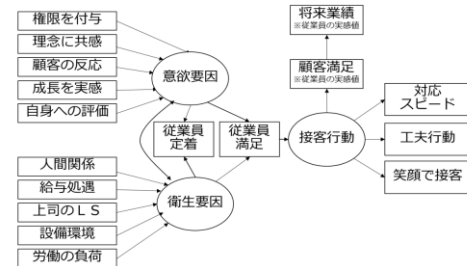 権限を付与
理念に共感
顧客の反応
成長を実感
自身への評価
人間関係
給与処遇
上司のＬＳ
設備環境
労働の負荷
意欲要因
衛生要因
従業員
定着
従業員
満足
将来業績
※従業員の実感値
顧客満足
※従業員の実感値
接客行動
対応
スピード
工夫行動
笑顔で接客